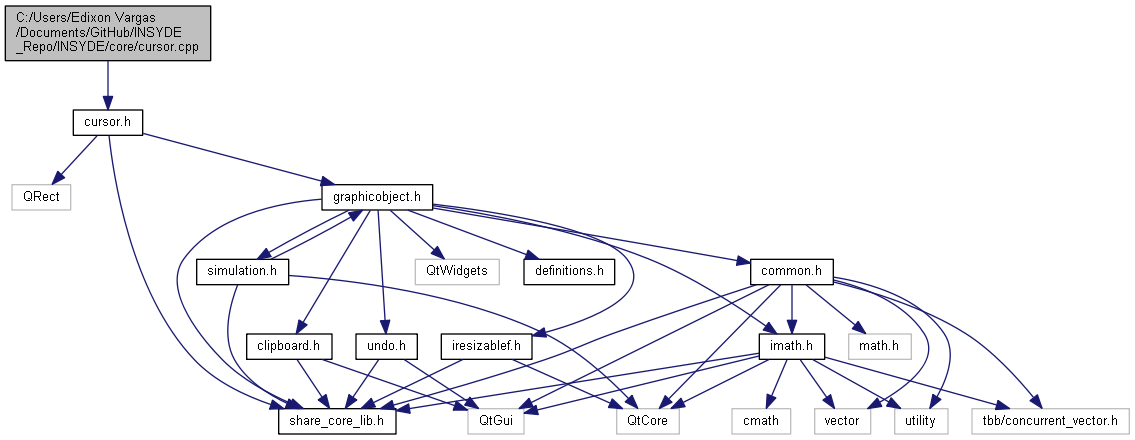 C:/Users/Edixon Vargas
/Documents/GitHub/INSYDE
_Repo/INSYDE/core/cursor.cpp
cursor.h
QRect
graphicobject.h
simulation.h
QtWidgets
definitions.h
common.h
clipboard.h
undo.h
iresizablef.h
imath.h
math.h
share_core_lib.h
QtGui
QtCore
cmath
vector
utility
tbb/concurrent_vector.h